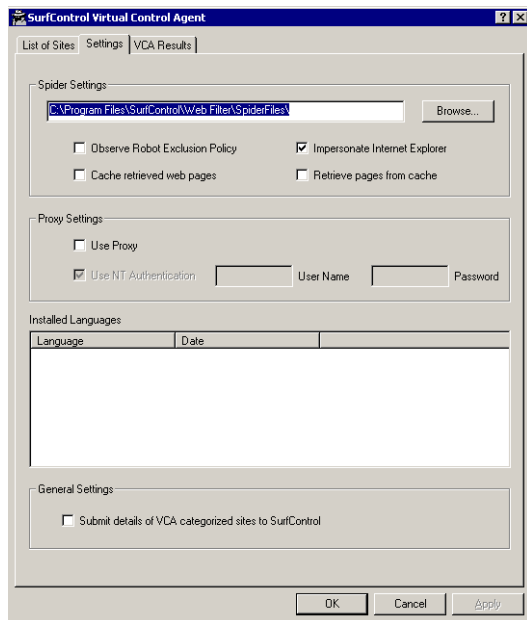 SurfControl Virtual Control Agent
List of Sites Settings VCA Results
Spider Settings
C:\Program Files\SurfControl\Web Filter\SpiderFiles\ Browse...
Observe Robot Exclusion Policy Impersonate Internet Explorer
Cache retrieved web pages Retrieve pages from cache
Proxy Settings
Use Proxy
Use NT Authentication User Name Password
Installed Languages
Language Date
General Settings
Submit details of VCA categorized sites to SurfControl
OK Cancel Apply